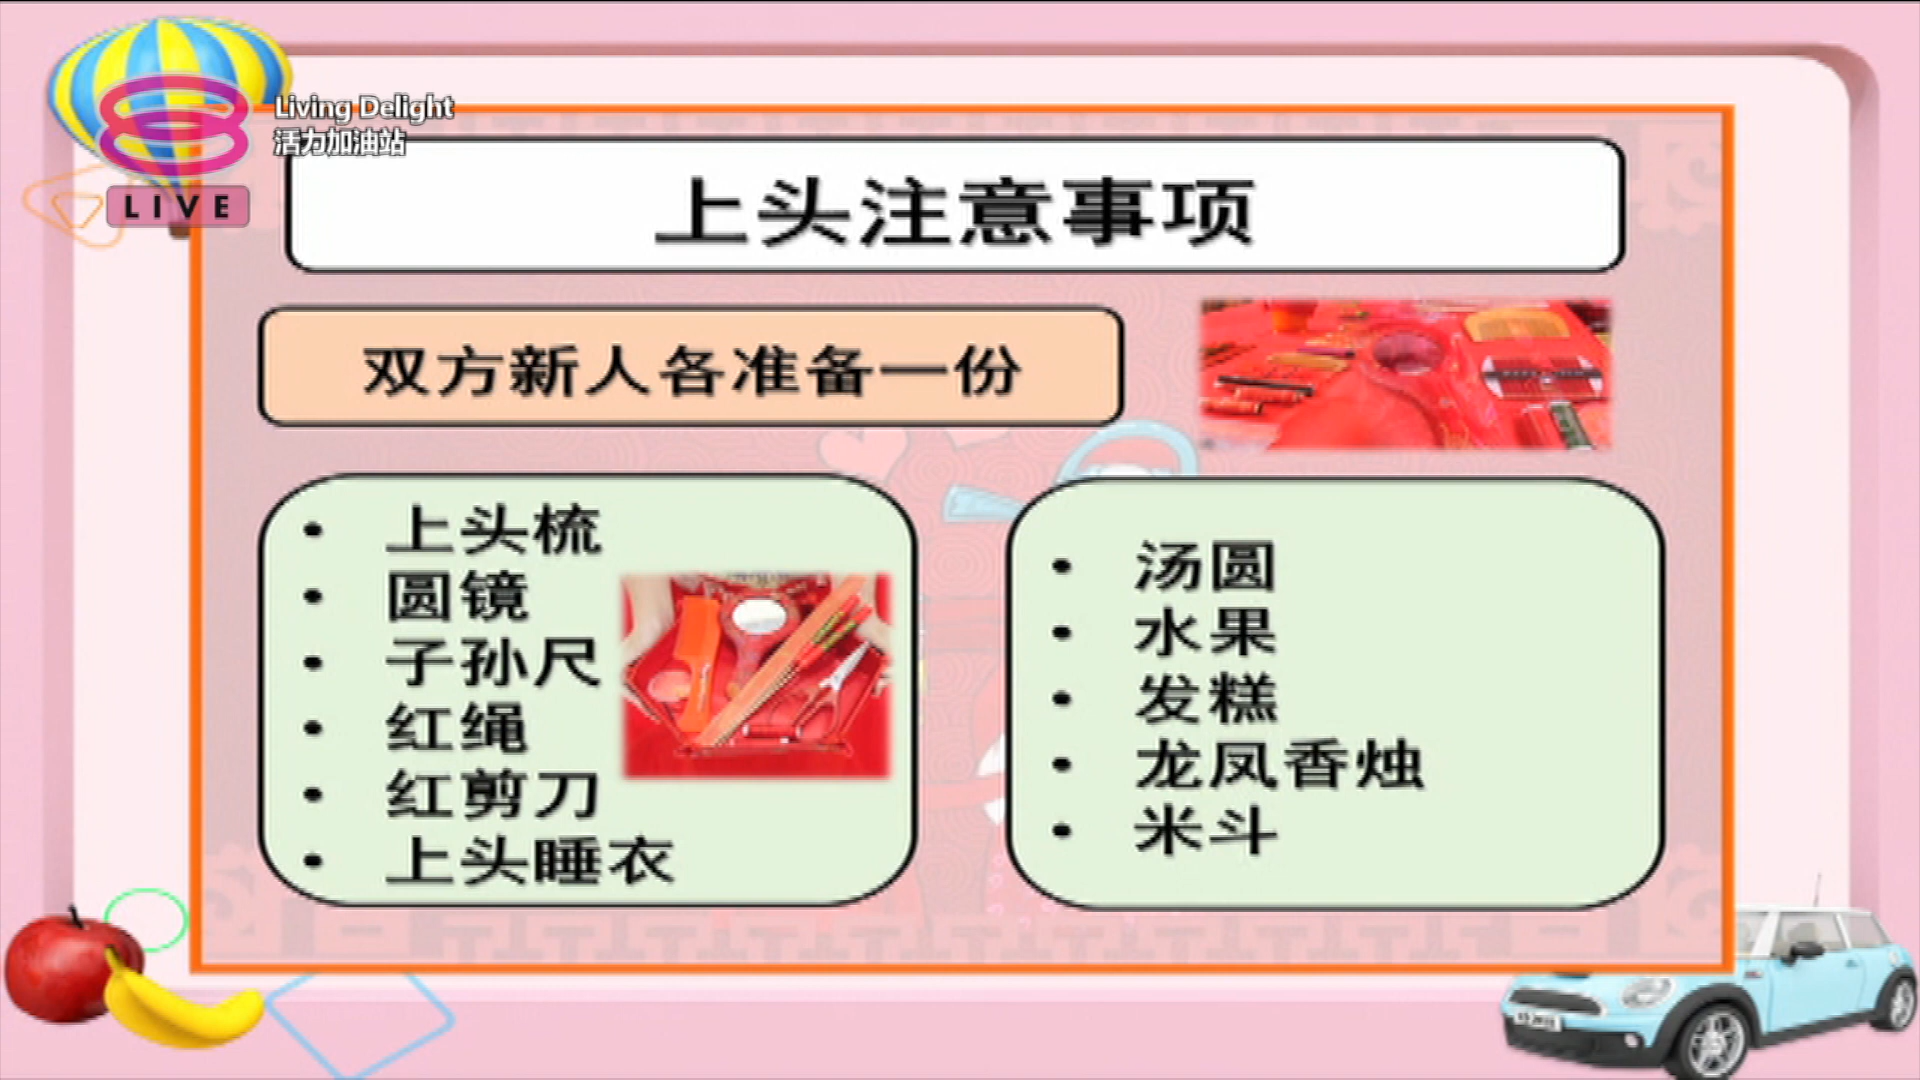 Living Delight
活力加油站
LIVE
上头注意事项
双方新人各准备一份
• 上头梳
• 圆镜
• 子孙尺
• 红绳
• 红剪刀
• 上头睡衣
• 汤圆
• 水果
• 发糕
• 龙凤香烛
• 米斗